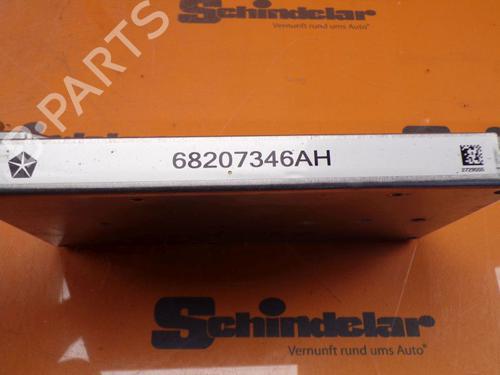 Schindelar
Vernunft rund ums Auto
B-PARTS
68207346AH
Schindelar
Vernunft rund ums Auto